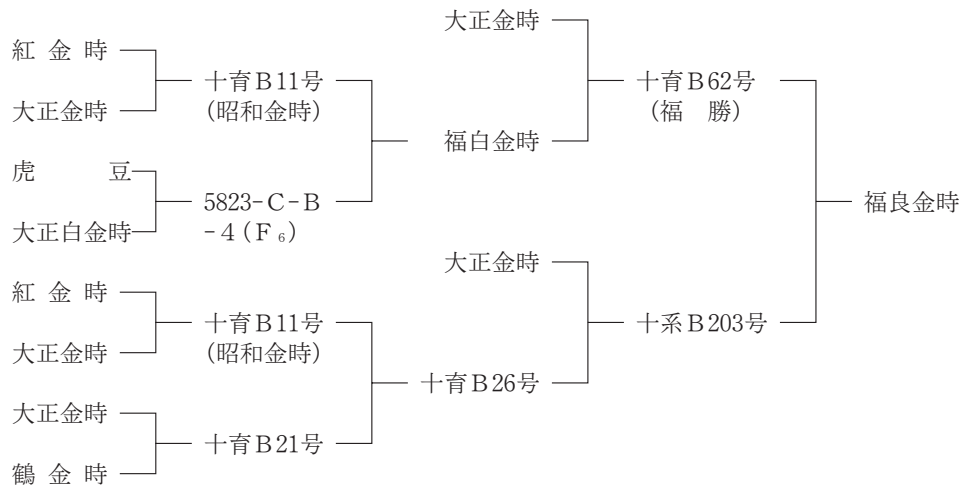 大正金時
紅金時
十育B11号
(昭和金時)
十育B62号
(福勝)
大正金時
福白金時
虎豆
5823-C-B
-4(F₆)
福良金時
大正白金時
大正金時
紅金時
十育B11号
(昭和金時)
十系B203号
大正金時
十育B26号
大正金時
十育B21号
鶴金時